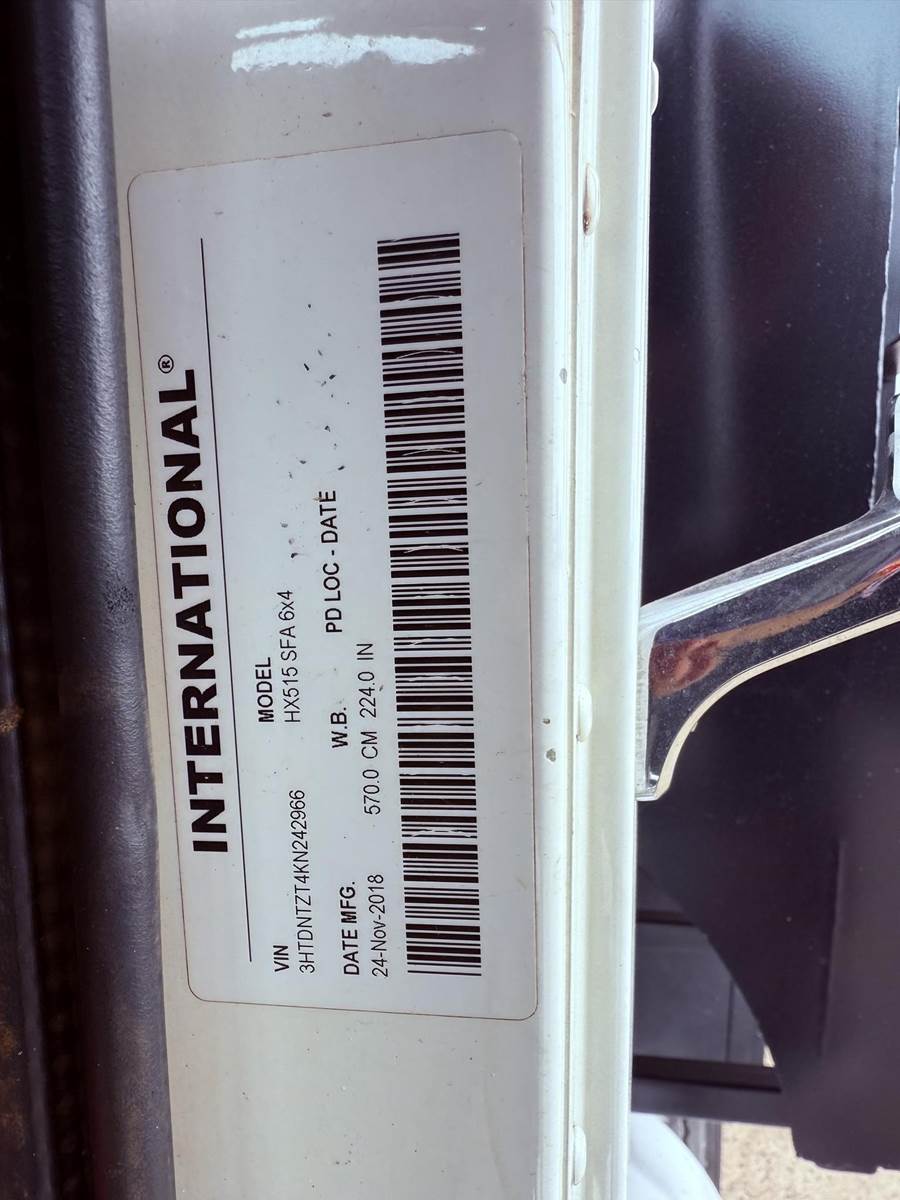 INTERNATIONAL®
VIN MODEL
3HTDNTZT4KN242966 HX515 SFA 6x4
DATE MFG. W.B. PD LOC - DATE
24-Nov-2018 570.0 CM 224.0 IN